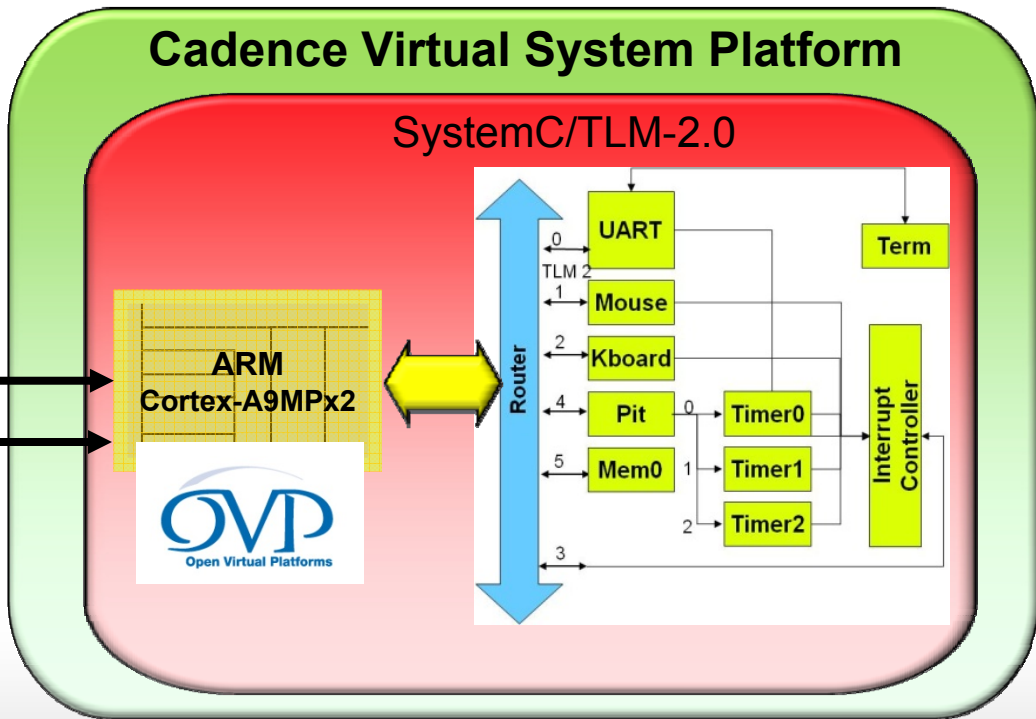 Cadence Virtual System Platform
SystemC/TLM-2.0
ARM
Cortex-A9MPx2
OVP
Open Virtual Platforms
Router
0
TLM 2
1
2
4
5
3
UART
Mouse
Kboard
Pit
Mem0
0
1
2
Timer0
Timer1
Timer2
Term
Interrupt
Controller